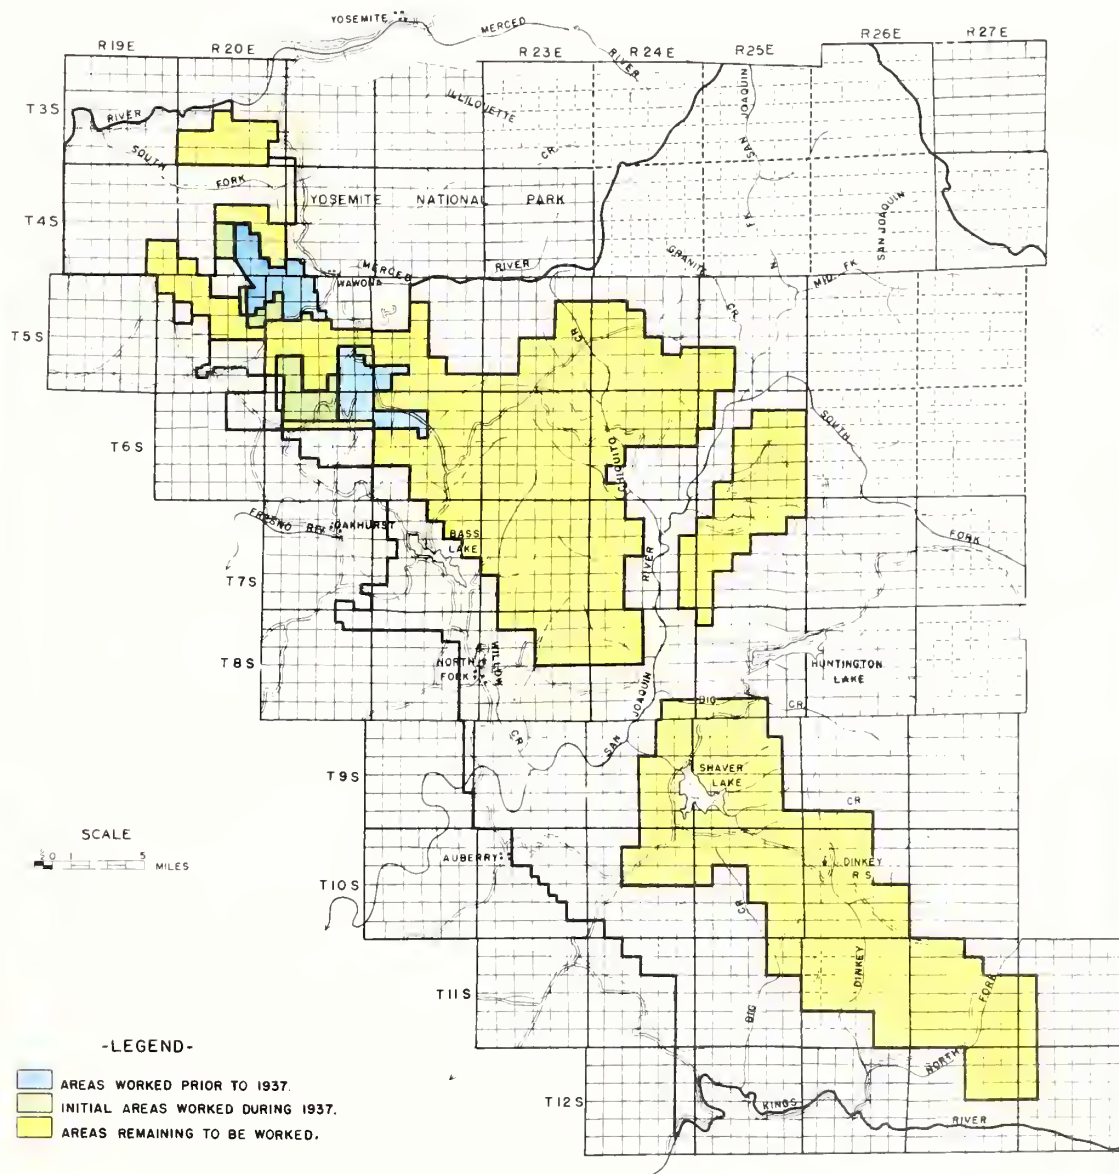 YOSEMITE
MERCED
RIVER
R19E
R20E
R23E
R24E
R25E
R26E
R27E
T3S
RIVER
ILLILOUETTE
CR.
SAN JOAQUIN
SOUTH
FORK
YOSEMITE NATIONAL PARK
FK
SAN
SAN JOAQUIN
T4S
MERCED
RIVER
WAWONA
GRANITE
CR.
N
MID. FK
T5S
CR.
CHIQUITO
SOUTH
FORK
T6S
FRESNO RIV.
OAKHURST
BASS
LAKE
RIVER
T7S
T8S
NORTH
FORK
WILLOW
CR.
SAN
JOAQUIN
HUNTINGTON
LAKE
BIG
CR.
T9S
SHAVER
LAKE
CR
SCALE
0 1 5 MILES
AUBERRY
DINKEY
R S
T10S
CR
T11S
BIG
DINKEY
FORK
NORTH
T12S
KINGS
RIVER
-LEGEND-
AREAS WORKED PRIOR TO 1937.
INITIAL AREAS WORKED DURING 1937.
AREAS REMAINING TO BE WORKED.